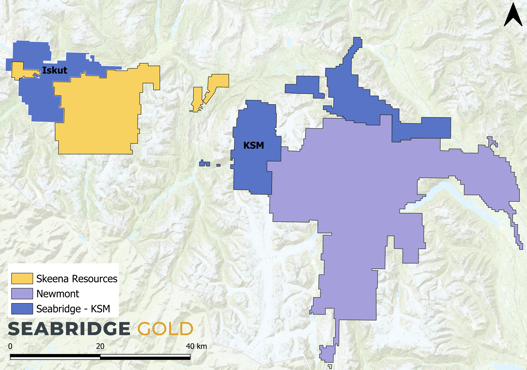 Iskut
KSM
Skeena Resources
Newmont
Seabridge - KSM
SEABRIDGE GOLD
0 20 40 km